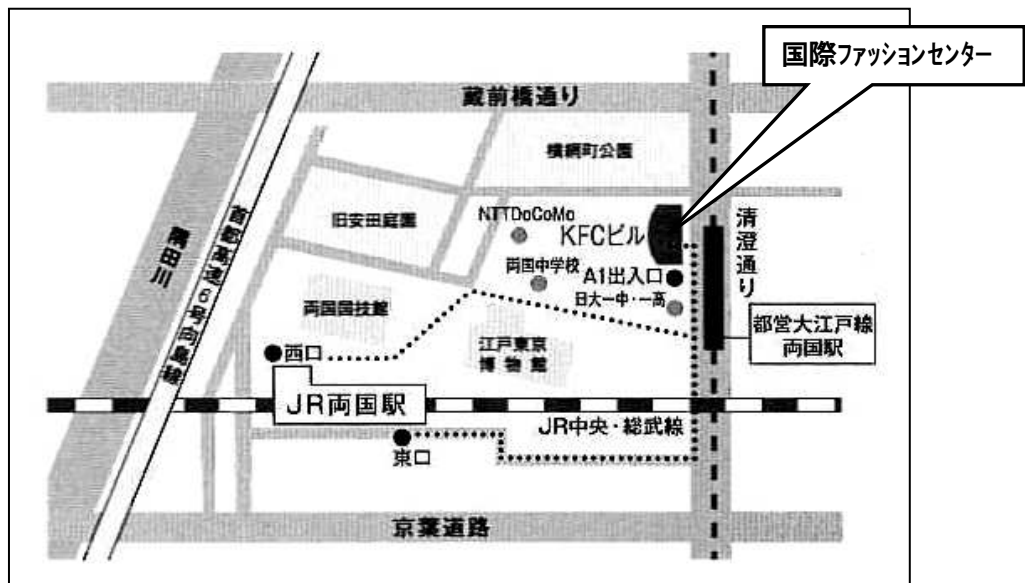 国際ファッションセンター
蔵前橋通り
横網町公園
隅田川
首都高速6号向島線
旧安田庭園
NTTDoCoMo
KFCビル
清澄通り
両国中学校
A1出入口
日大一中・一高
両国国技館
都営大江戸線
両国駅
江戸東京
博物館
西口
JR両国駅
JR中央・総武線
東口
京葉道路